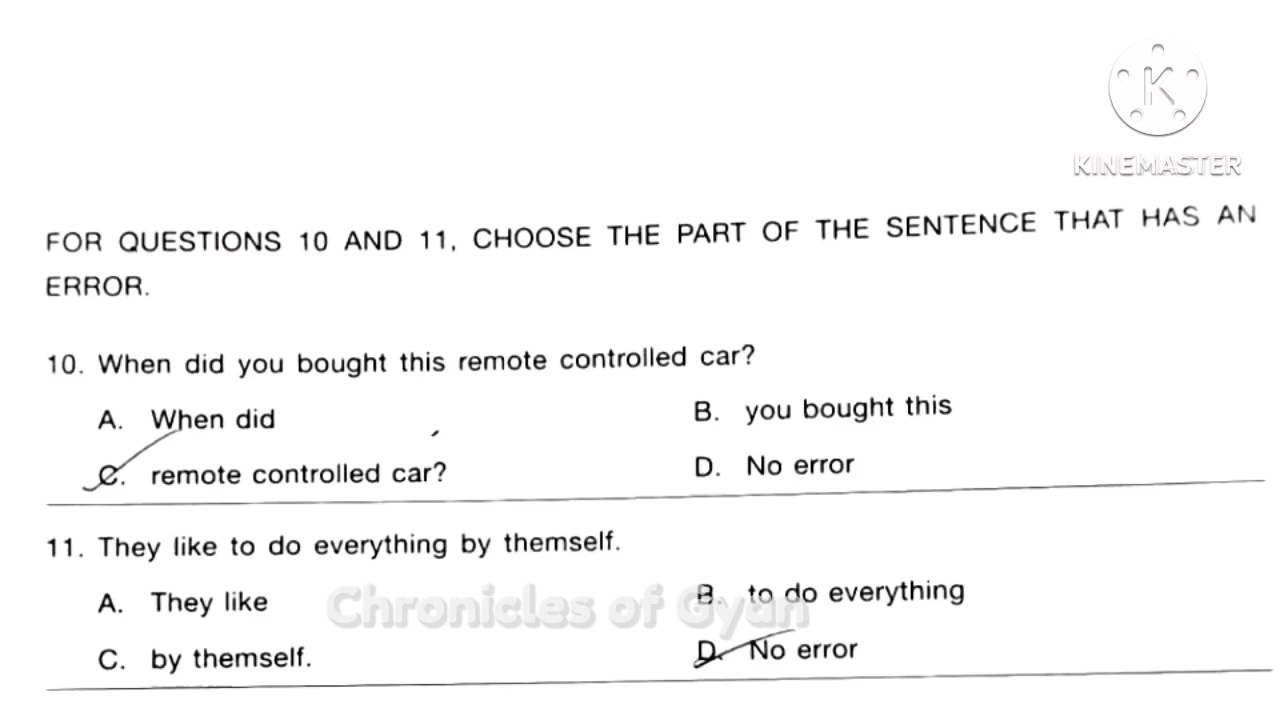 KINEMASTER
FOR QUESTIONS 10 AND 11, CHOOSE THE PART OF THE SENTENCE THAT HAS AN
ERROR.
10. When did you bought this remote controlled car?
A. When did
B. you bought this
C. remote controlled car?
D. No error
11. They like to do everything by themself.
A. They like
B. to do everything
Chronicles of Gyan
C. by themself.
D. No error